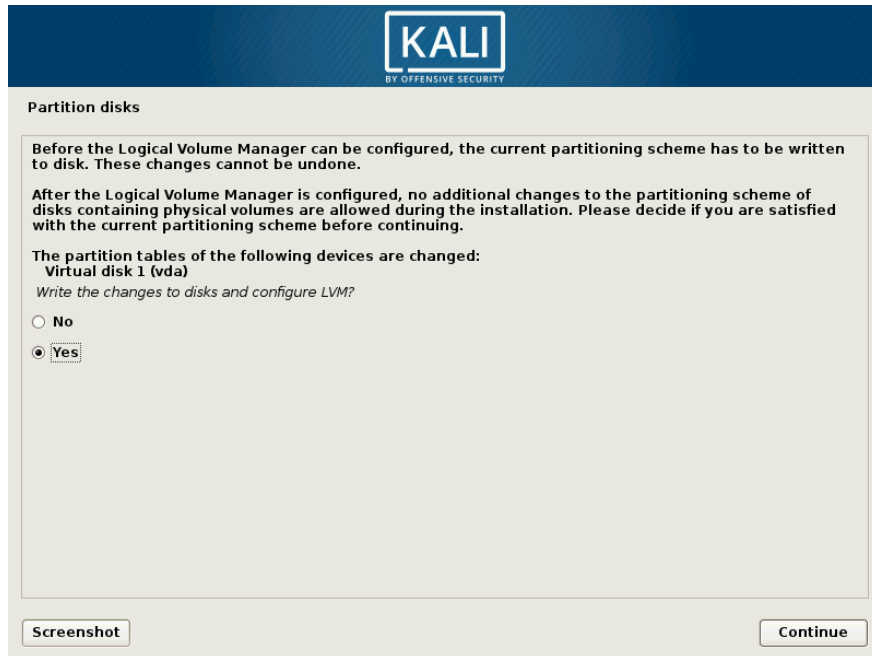 KALI
BY OFFENSIVE SECURITY
Partition disks
Before the Logical Volume Manager can be configured, the current partitioning scheme has to be written
to disk. These changes cannot be undone.
After the Logical Volume Manager is configured, no additional changes to the partitioning scheme of
disks containing physical volumes are allowed during the installation. Please decide if you are satisfied
with the current partitioning scheme before continuing.
The partition tables of the following devices are changed:
Virtual disk 1 (vda)
Write the changes to disks and configure LVM?
No
Yes
Screenshot
Continue